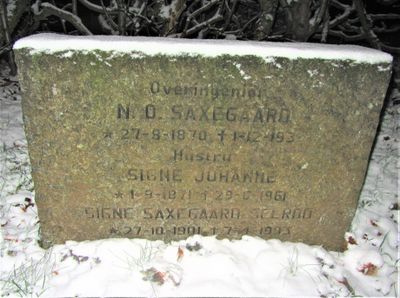 Overingeniør
N. O. SAXEGAARD
* 27-8-1870 † 1-12-193
Hustru
SIGNE JOHANNE
* 1-9-1871 † 29-6-1961
SIGNE SAXEGAARD SELROD
* 27-10-1901 † 7-1-1993